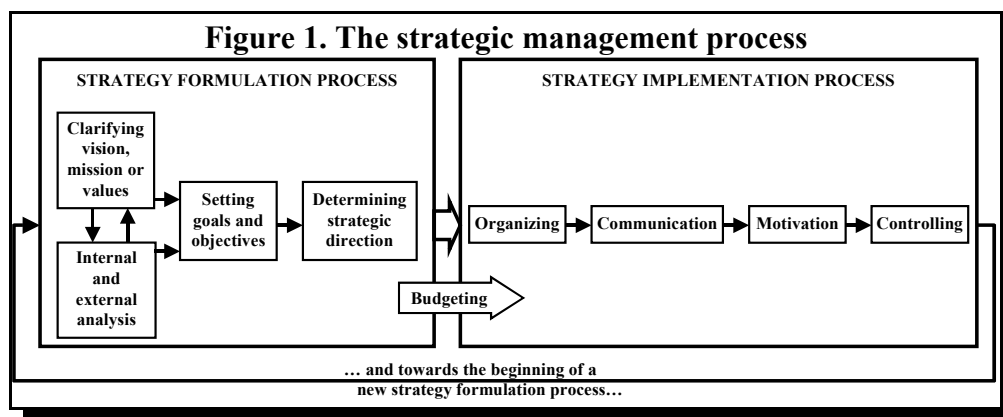 Figure 1. The strategic management process
STRATEGY FORMULATION PROCESS
Clarifying
vision,
mission or
values
Internal
and
external
analysis
Setting
goals and
objectives
Determining
strategic
direction
Budgeting
STRATEGY IMPLEMENTATION PROCESS
Organizing
Communication
Motivation
Controlling
… and towards the beginning of a
new strategy formulation process…